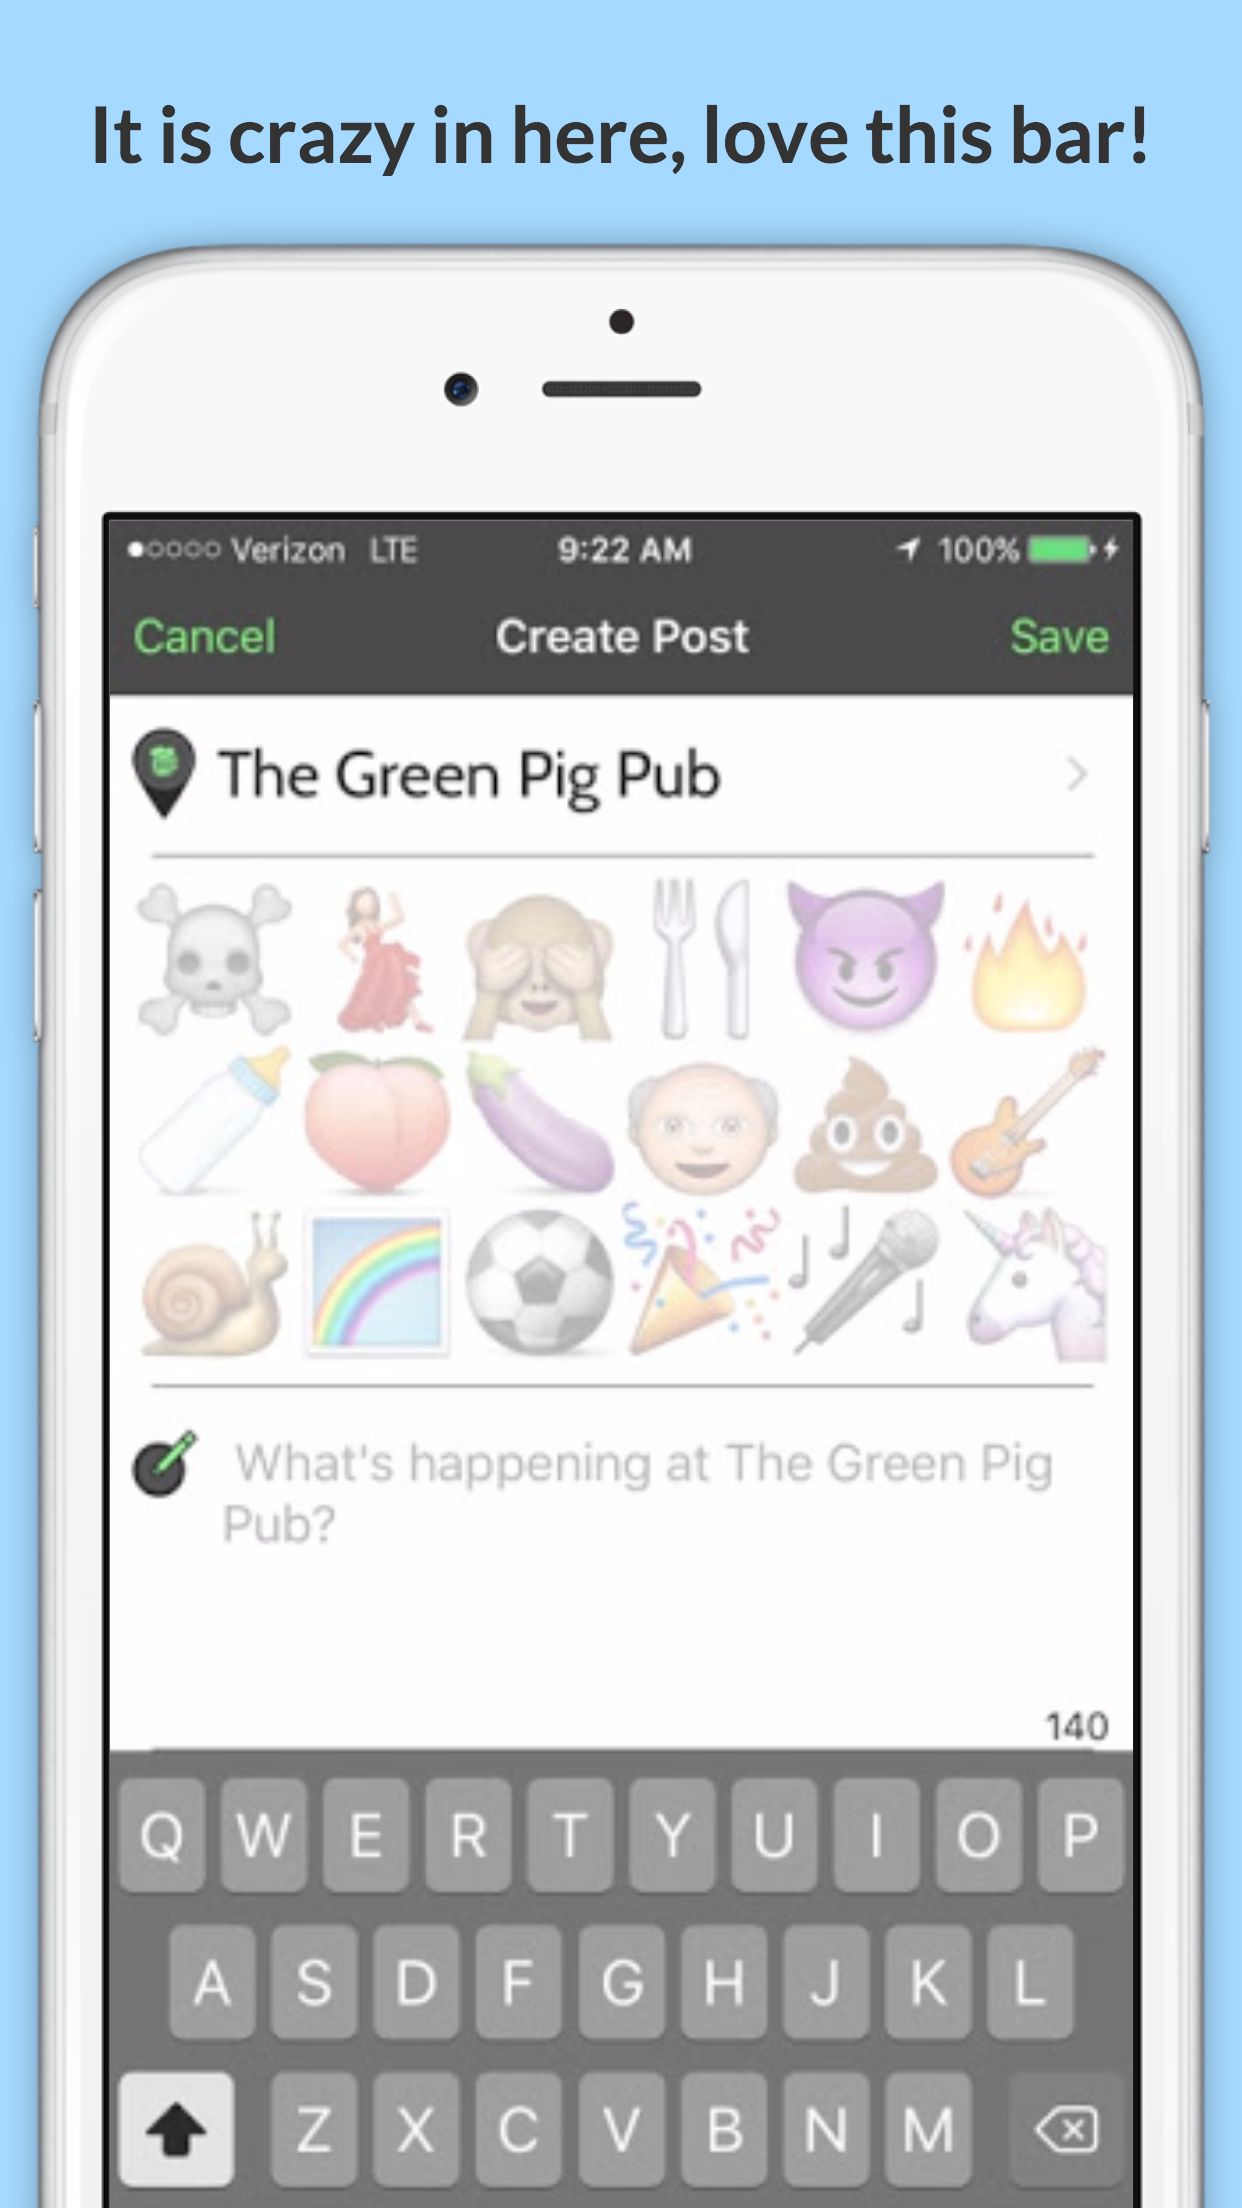 It is crazy in here, love this bar!
Verizon LTE 9:22 AM 100%
Cancel Create Post Save
The Green Pig Pub
What's happening at The Green Pig
Pub?
140
Q W E R T Y U I O P
A S D F G H J K L
Z X C V B N M